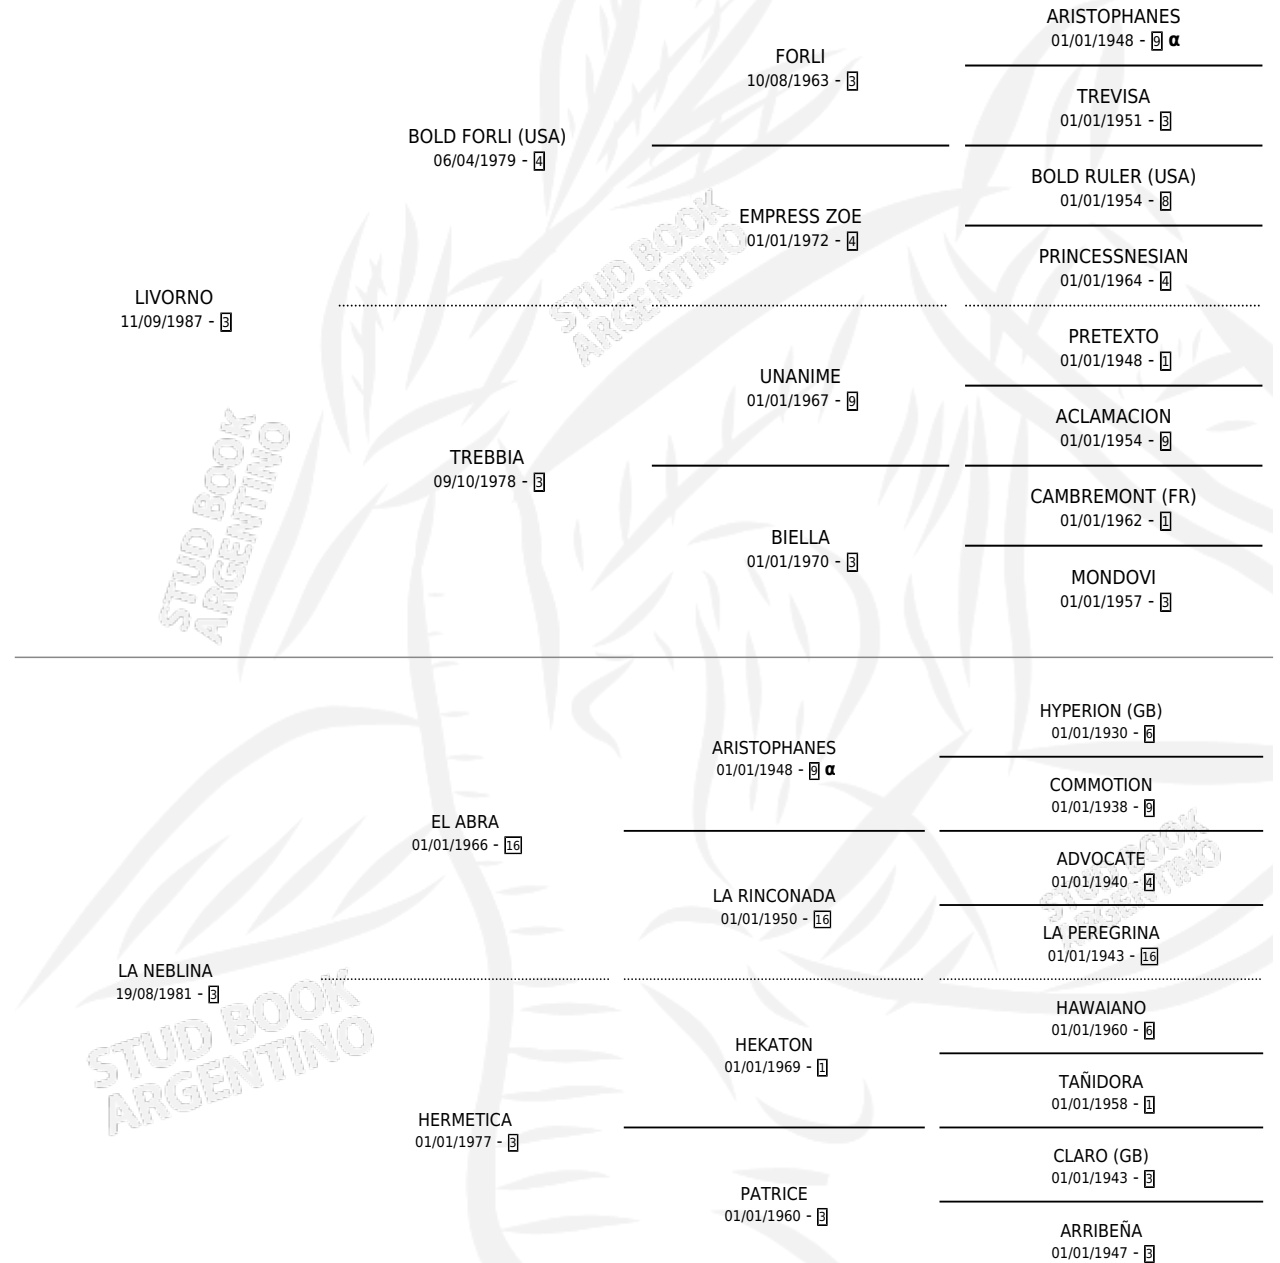 ARISTOPHANES
01/01/1948 - 9 α
FORLI
10/08/1963 - 3
TREVISA
01/01/1951 - 3
BOLD FORLI (USA)
06/04/1979 - 4
BOLD RULER (USA)
01/01/1954 - 8
EMPRESS ZOE
01/01/1972 - 4
PRINCESSNESIAN
01/01/1964 - 4
STUD BOOK
ARGENTINO
LIVORNO
11/09/1987 - 3
PRETEXTO
01/01/1948 - 1
UNANIME
01/01/1967 - 9
ACLAMACION
01/01/1954 - 9
TREBBIA
09/10/1978 - 3
CAMBREMONT (FR)
01/01/1962 - 1
BIELLA
01/01/1970 - 3
MONDOVI
01/01/1957 - 3
STUD BOOK
ARGENTINO
HYPERION (GB)
01/01/1930 - 6
ARISTOPHANES
01/01/1948 - 9 α
COMMOTION
01/01/1938 - 9
EL ABRA
01/01/1966 - 16
ADVOCATE
01/01/1940 - 4
LA RINCONADA
01/01/1950 - 16
LA PEREGRINA
01/01/1943 - 16
STUD BOOK
ARGENTINO
LA NEBLINA
19/08/1981 - 3
HAWAIANO
01/01/1960 - 6
HEKATON
01/01/1969 - 1
TAÑIDORA
01/01/1958 - 1
STUD BOOK
ARGENTINO
HERMETICA
01/01/1977 - 3
CLARO (GB)
01/01/1943 - 3
PATRICE
01/01/1960 - 3
ARRIBEÑA
01/01/1947 - 3